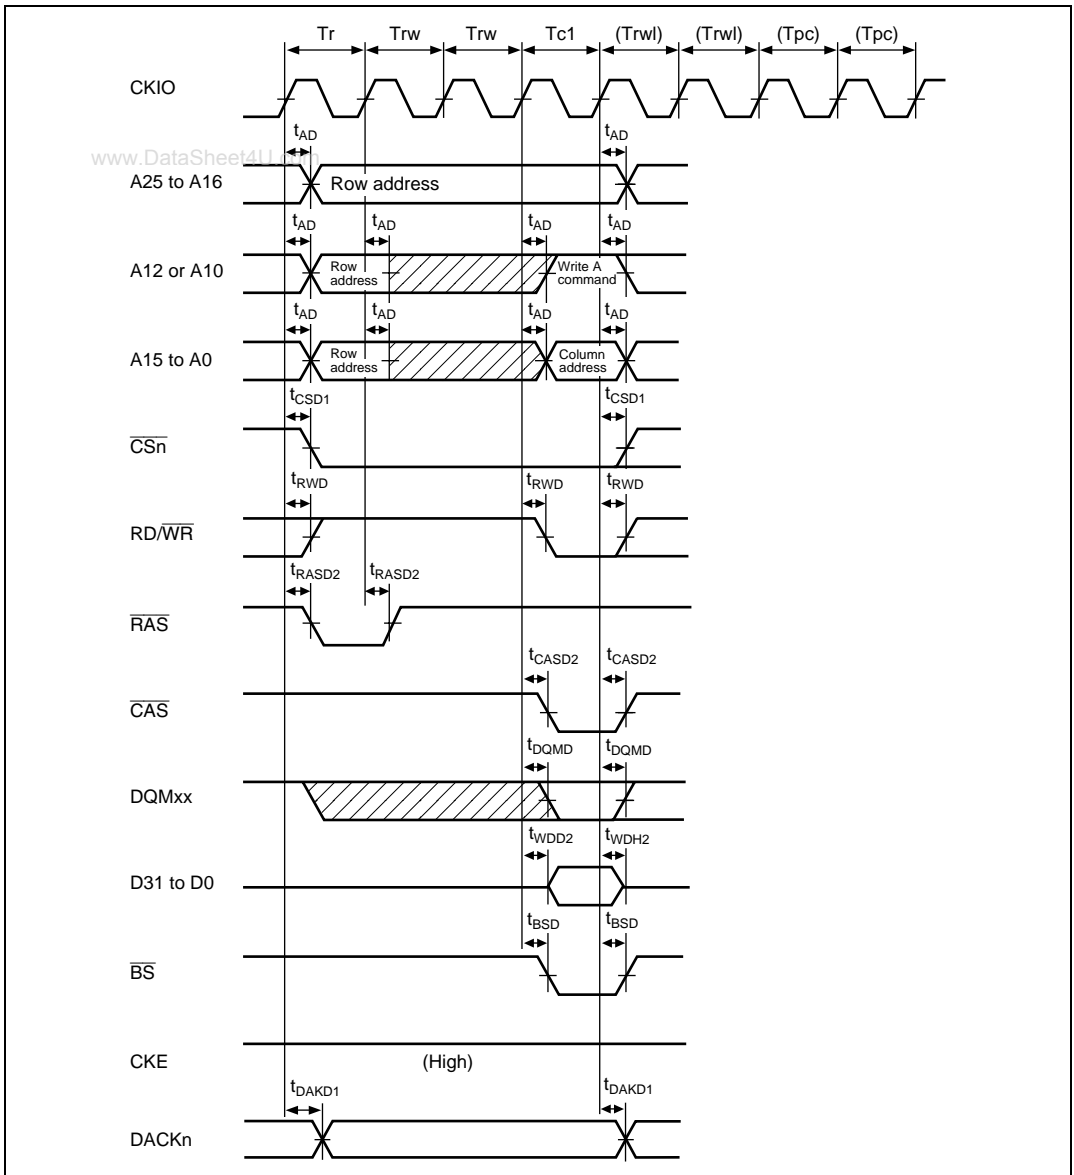 Tr Trw Trw Tc1 (Trwl) (Trwl) (Tpc) (Tpc)
CKIO
tAD tAD
www.DataSheet4U.com
A25 to A16 Row address
tAD tAD tAD tAD
A12 or A10 Row address Write A command
tAD tAD tAD tAD
A15 to A0 Row address Column address
tCSD1 tCSD1
CSn
tRWD tRWD tRWD
RD/WR
tRASD2 tRASD2
RAS
tCASD2 tCASD2
CAS
tDQMD tDQMD
DQMxx
tWDD2 tWDH2
D31 to D0
tBSD tBSD
BS
CKE (High)
tDAKD1 tDAKD1
DACKn